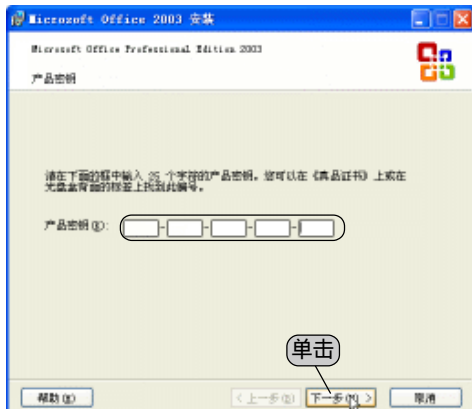 Microsoft Office 2003 安装
Microsoft Office Professional Edition 2003
产品密钥
请在下面的框中输入 25 个字符的产品密钥。您可以在《真品证书》上或在
光盘盒背面的标签上找到此编号。
产品密钥(K): - - - -
单击
帮助(H) <上一步(B) 下一步(N) > 取消